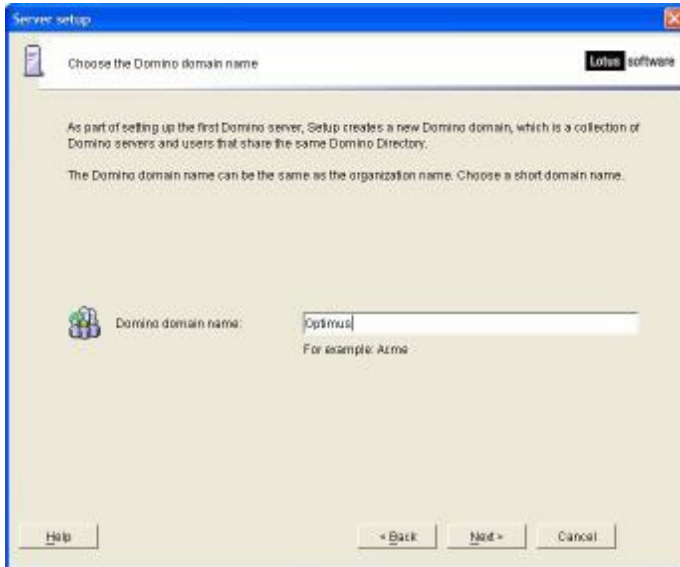 Server setup
Choose the Domino domain name
Lotus software
As part of setting up the first Domino server, Setup creates a new Domino domain, which is a collection of
Domino servers and users that share the same Domino Directory.
The Domino domain name can be the same as the organization name. Choose a short domain name.
Domino domain name:
Optimus
For example: Acme
Help
< Back
Next >
Cancel